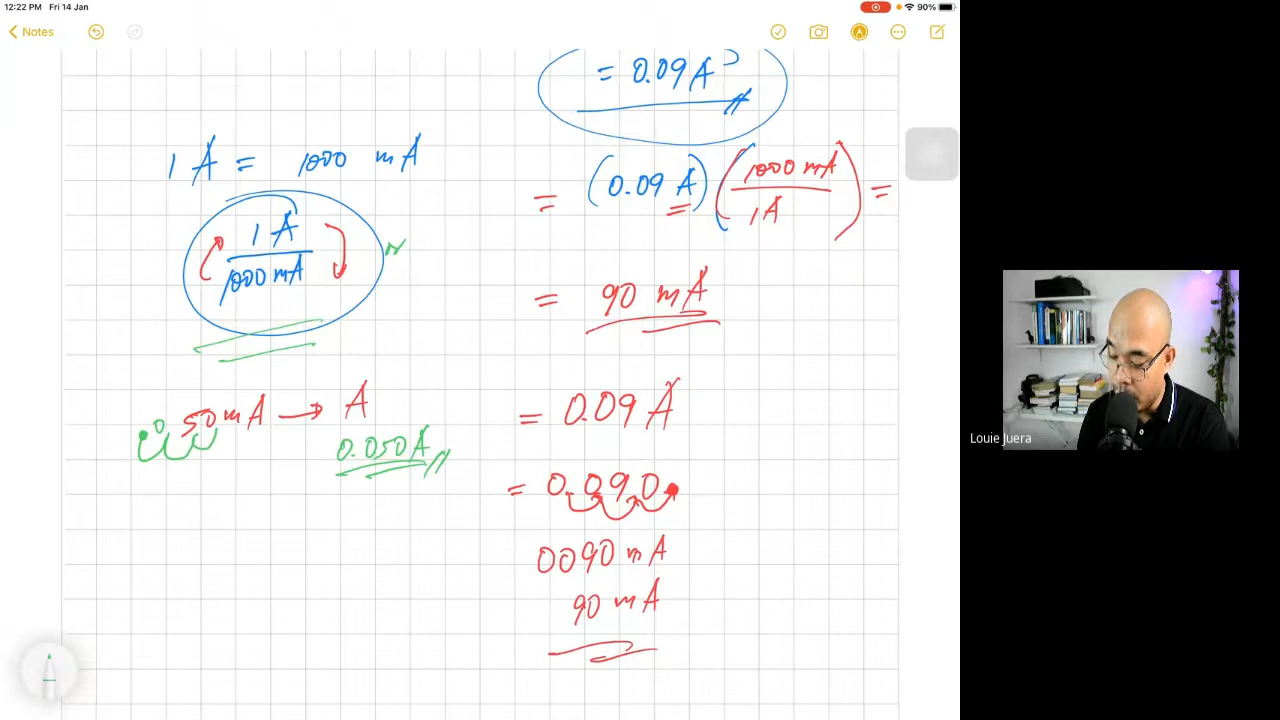 12:22 PM Fri 14 Jan
90%
Notes
= 0.09 A
1 A = 1000 mA
1 A
1000 mA
= (0.09 A) (1000 mA / 1 A) =
= 90 mA
50 mA → A
0
0.050 A
= 0.09 A
= 0.090
0090 mA
90 mA
Louie Juera